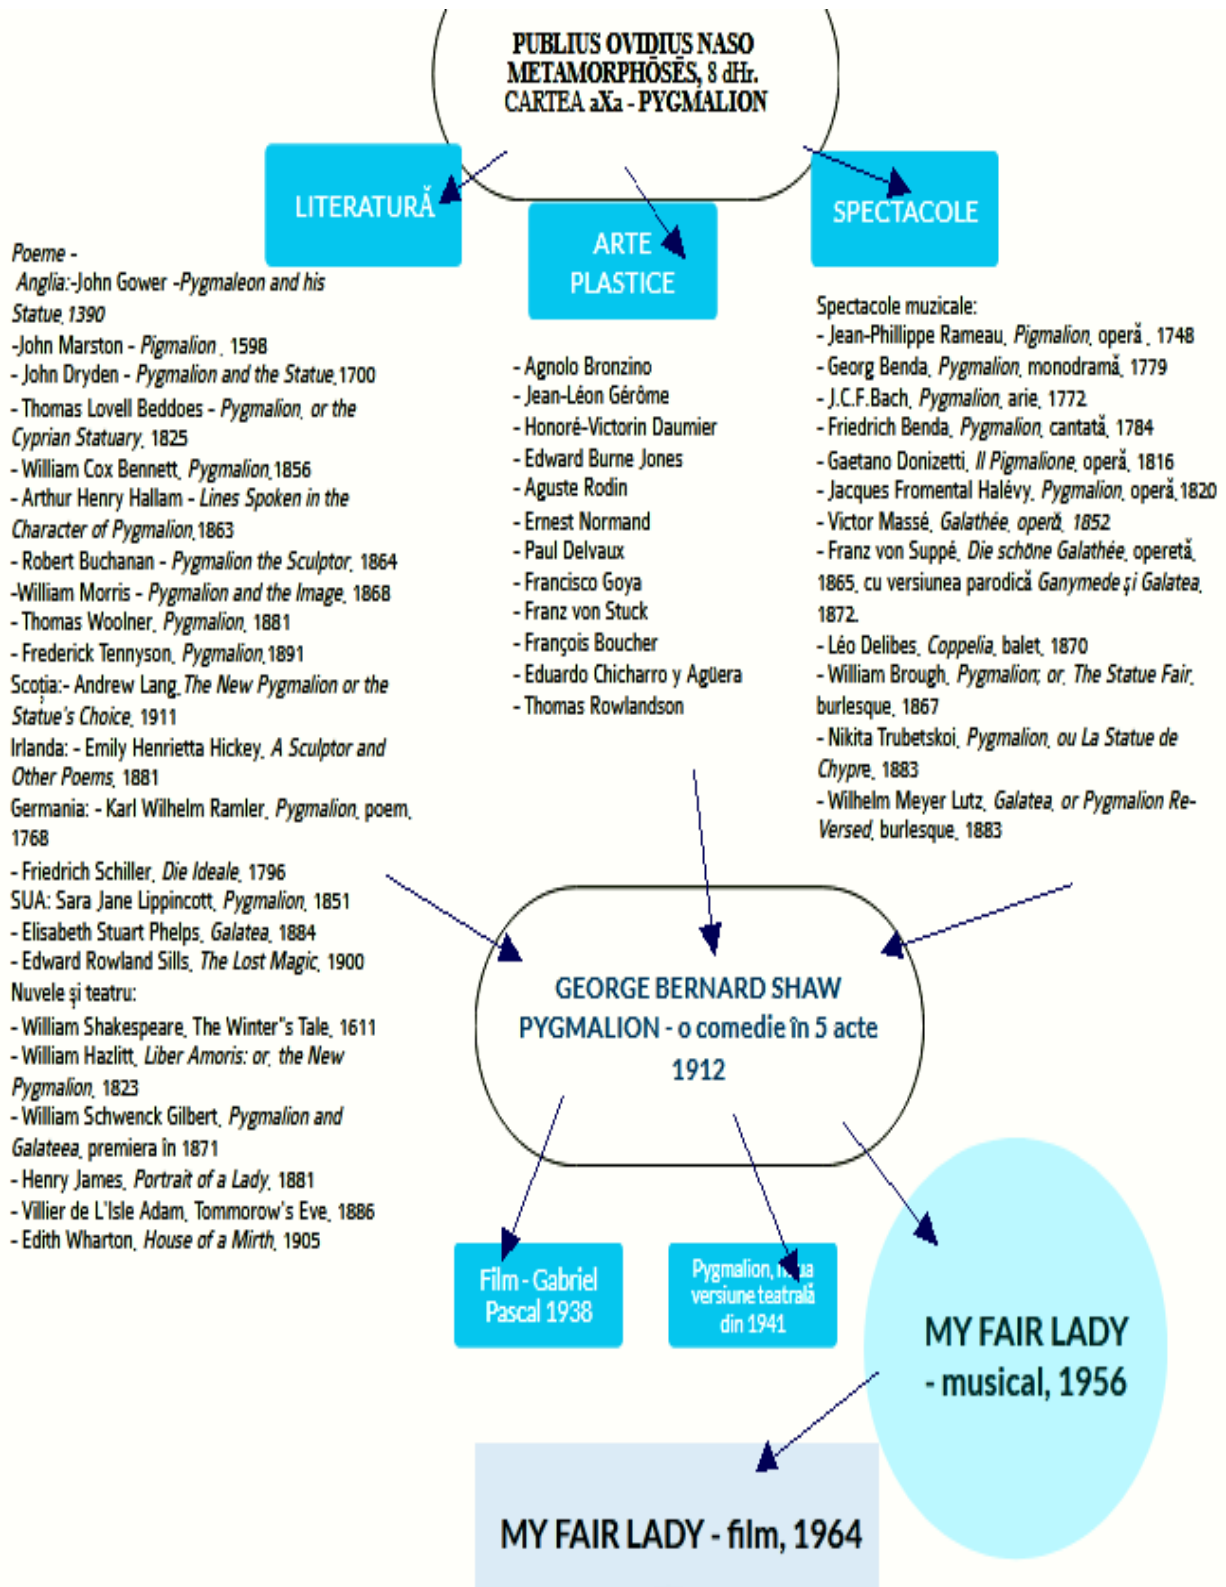 PUBLIUS OVIDIUS NASO
METAMORPHŌSĒS, 8 dHr.
CARTEA aXa - PYGMALION
LITERATURĂ
ARTE
PLASTICE
SPECTACOLE
Poeme -
Anglia:-John Gower -Pygmaleon and his
Statue, 1390
-John Marston - Pigmalion , 1598
- John Dryden - Pygmalion and the Statue,1700
- Thomas Lovell Beddoes - Pygmalion, or the
Cyprian Statuary, 1825
- William Cox Bennett, Pygmalion,1856
- Arthur Henry Hallam - Lines Spoken in the
Character of Pygmalion,1863
- Robert Buchanan - Pygmalion the Sculptor, 1864
-William Morris - Pygmalion and the Image, 1868
- Thomas Woolner, Pygmalion, 1881
- Frederick Tennyson, Pygmalion,1891
Scoția:- Andrew Lang, The New Pygmalion or the
Statue's Choice, 1911
Irlanda: - Emily Henrietta Hickey, A Sculptor and
Other Poems, 1881
Germania: - Karl Wilhelm Ramler, Pygmalion, poem,
1768
- Friedrich Schiller, Die Ideale, 1796
SUA: Sara Jane Lippincott, Pygmalion, 1851
- Elisabeth Stuart Phelps, Galatea, 1884
- Edward Rowland Sills, The Lost Magic, 1900
Nuvele și teatru:
- William Shakespeare, The Winter"s Tale, 1611
- William Hazlitt, Liber Amoris: or, the New
Pygmalion, 1823
- William Schwenck Gilbert, Pygmalion and
Galateea, premiera în 1871
- Henry James, Portrait of a Lady, 1881
- Villier de L'Isle Adam, Tommorow's Eve, 1886
- Edith Wharton, House of a Mirth, 1905
- Agnolo Bronzino
- Jean-Léon Gérôme
- Honoré-Victorin Daumier
- Edward Burne Jones
- Aguste Rodin
- Ernest Normand
- Paul Delvaux
- Francisco Goya
- Franz von Stuck
- François Boucher
- Eduardo Chicharro y Agüera
- Thomas Rowlandson
Spectacole muzicale:
- Jean-Phillippe Rameau, Pigmalion, operă , 1748
- Georg Benda, Pygmalion, monodramă, 1779
- J.C.F.Bach, Pygmalion, arie, 1772
- Friedrich Benda, Pygmalion, cantată, 1784
- Gaetano Donizetti, Il Pigmalione, operă, 1816
- Jacques Fromental Halévy, Pygmalion, operă,1820
- Victor Massé, Galathée, operă, 1852
- Franz von Suppé, Die schöne Galathée, operetă,
1865, cu versiunea parodică Ganymede și Galatea,
1872.
- Léo Delibes, Coppelia, balet, 1870
- William Brough, Pygmalion; or, The Statue Fair,
burlesque, 1867
- Nikita Trubetskoi, Pygmalion, ou La Statue de
Chypre, 1883
- Wilhelm Meyer Lutz, Galatea, or Pygmalion Re-
Versed, burlesque, 1883
GEORGE BERNARD SHAW
PYGMALION - o comedie în 5 acte
1912
Film - Gabriel
Pascal 1938
Pygmalion,
versiune teatrală
din 1941
MY FAIR LADY
- musical, 1956
MY FAIR LADY - film, 1964